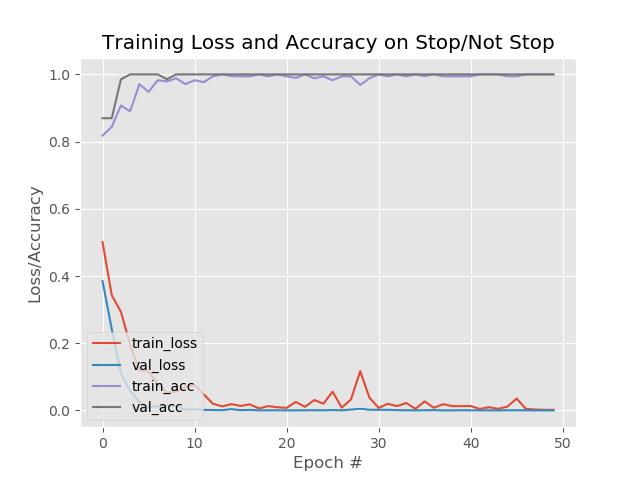 Training Loss and Accuracy on Stop/Not Stop
1.0
0.8
0.6
0.4
0.2
0.0
Loss/Accuracy
train_loss
val_loss
train_acc
val_acc
0 10 20 30 40 50
Epoch #